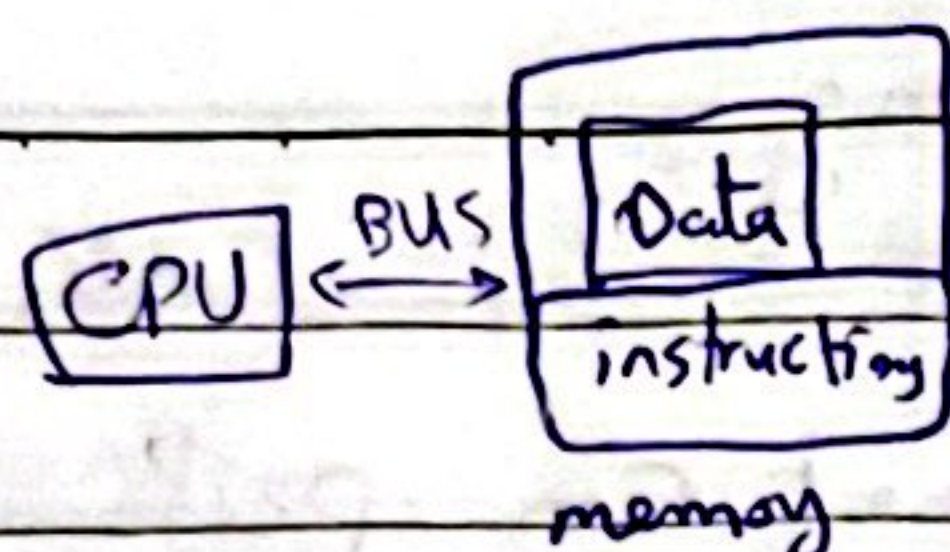 BUS
Data
CPU
instruction
memory